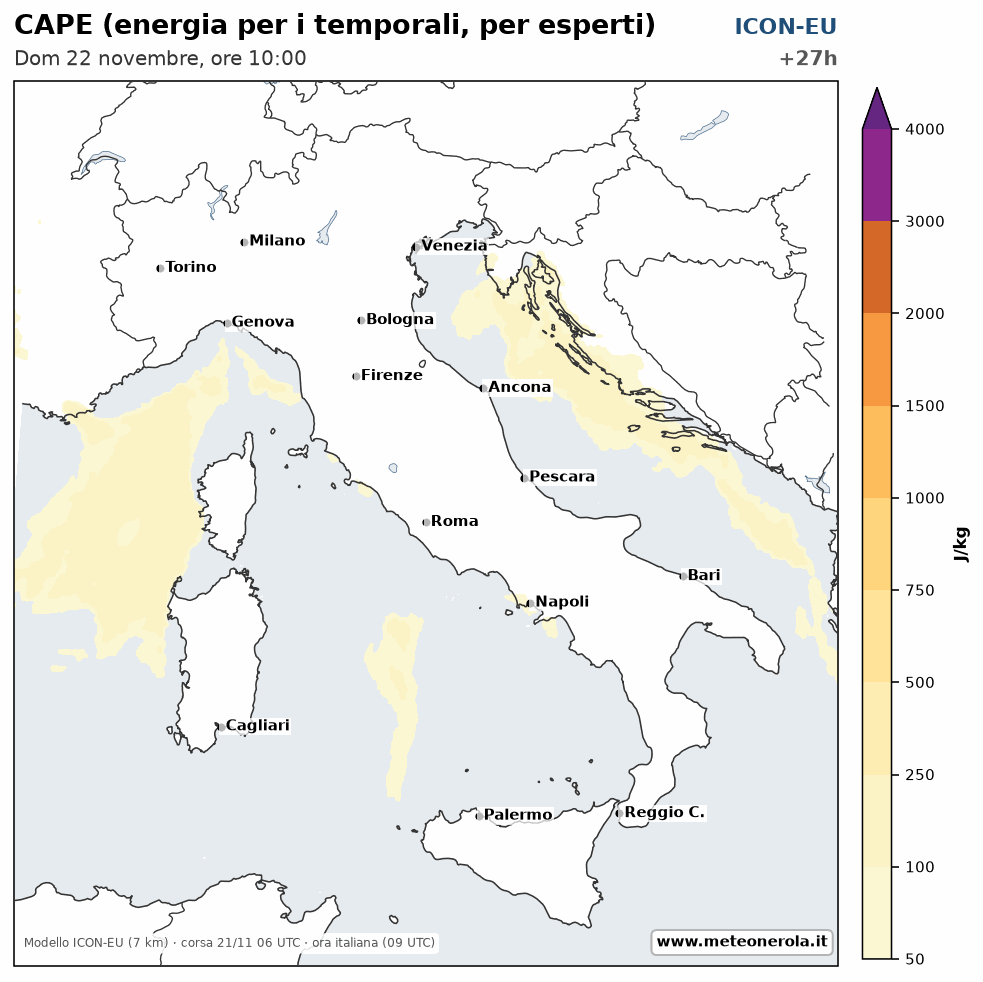 CAPE (energia per i temporali, per esperti)
ICON-EU
Dom 22 novembre, ore 10:00
+27h
4000
3000
2000
1500
1000
750
500
250
100
50
J/kg
Milano
Venezia
Torino
Genova
Bologna
Firenze
Ancona
Pescara
Roma
Bari
Napoli
Cagliari
Palermo
Reggio C.
Modello ICON-EU (7 km) · corsa 21/11 06 UTC · ora italiana (09 UTC)
www.meteonerola.it